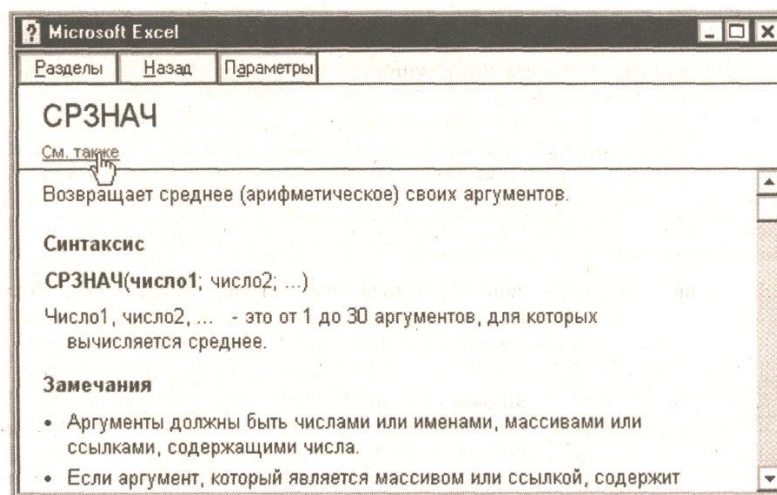 ? Microsoft Excel
Разделы Назад Параметры
СРЗНАЧ
См. также
Возвращает среднее (арифметическое) своих аргументов.
Синтаксис
СРЗНАЧ(число1; число2; ...)
Число1, число2, ... - это от 1 до 30 аргументов, для которых
вычисляется среднее.
Замечания
• Аргументы должны быть числами или именами, массивами или
ссылками, содержащими числа.
• Если аргумент, который является массивом или ссылкой, содержит